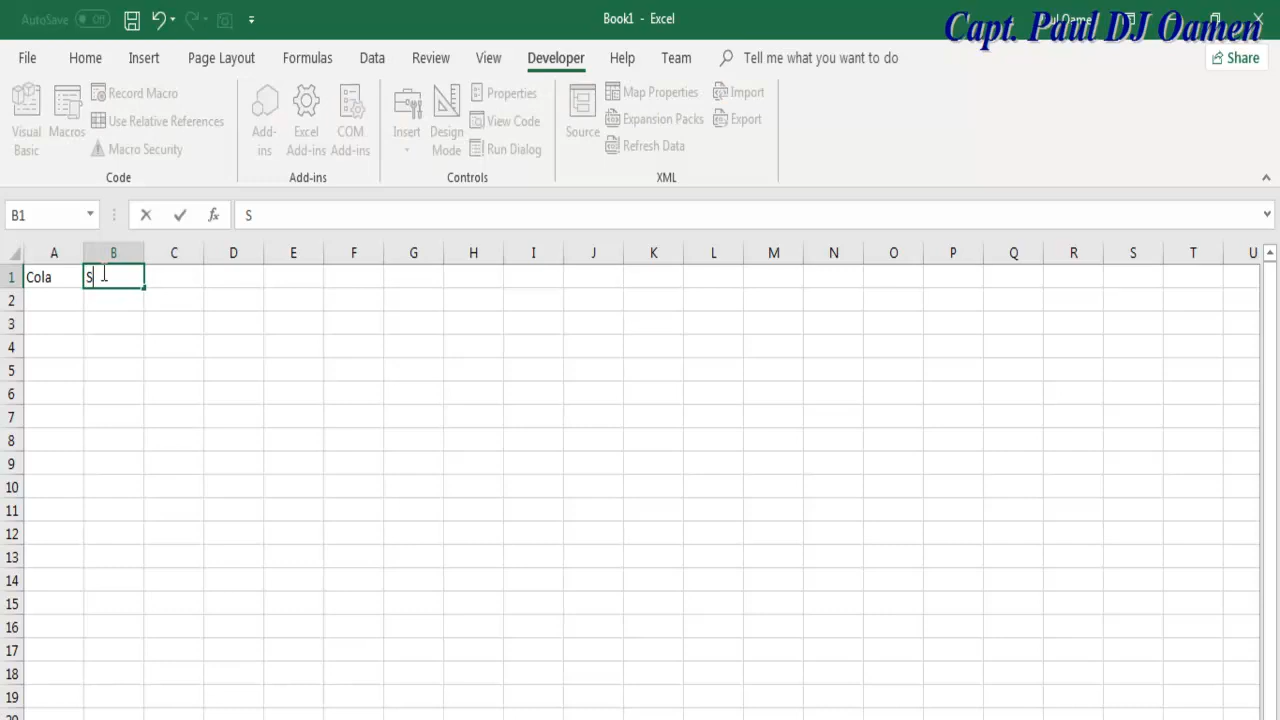 AutoSave Off
Book1 - Excel
Capt. Paul DJ Oamen
File Home Insert Page Layout Formulas Data Review View Developer Help Team Tell me what you want to do Share
Visual Basic
Macros
Record Macro
Use Relative References
Macro Security
Code
Add-ins
Excel Add-ins
COM Add-ins
Add-ins
Insert
Design Mode
Properties
View Code
Run Dialog
Controls
Source
Map Properties
Expansion Packs
Refresh Data
Import
Export
XML
B1 fx S
A B C D E F G H I J K L M N O P Q R S T U
1 Cola S
2
3
4
5
6
7
8
9
10
11
12
13
14
15
16
17
18
19